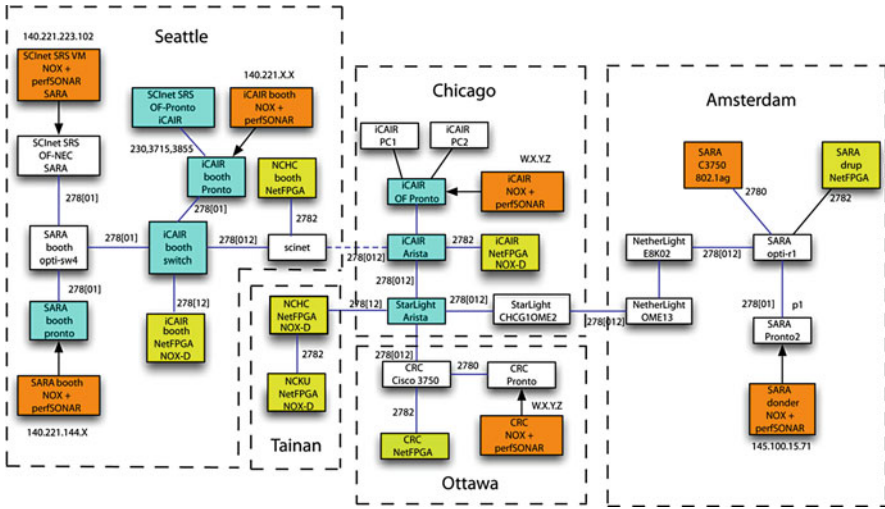 Seattle
140.221.223.102
SCInet SRS VM
NOX +
perfSONAR
SARA
SCInet SRS
OF-NEC
SARA
278[01]
SARA
booth
opti-sw4
278[01]
SARA
booth
pronto
SARA booth
NOX +
perfSONAR
140.221.144.X
SCInet SRS
OF-Pronto
iCAIR
230,3715,3855
140.221.X.X
iCAIR booth
NOX +
perfSONAR
iCAIR
booth
Pronto
278[01]
278[01]
iCAIR
booth
switch
278[12]
iCAIR
booth
NetFPGA
NOX-D
NCHC
booth
NetFPGA
2782
278[012]
scinet
278[012]
Tainan
NCHC
NetFPGA
NOX-D
278[12]
2782
NCKU
NetFPGA
NOX-D
Chicago
iCAIR
PC1
iCAIR
PC2
iCAIR
OF Pronto
W.X.Y.Z
iCAIR
NOX +
perfSONAR
iCAIR
Arista
2782
iCAIR
NetFPGA
NOX-D
278[012]
StarLight
Arista
278[012]
StarLight
CHCG1OME2
278[012]
278[012]
Ottawa
CRC
Cisco 3750
2780
CRC
Pronto
W.X.Y.Z
2782
CRC
NetFPGA
CRC
NOX +
perfSONAR
Amsterdam
SARA
C3750
802.1ag
2780
SARA
drup
NetFPGA
2782
NetherLight
E8K02
278[012]
SARA
opti-r1
NetherLight
OME13
278[01]
p1
SARA
Pronto2
SARA
donder
NOX +
perfSONAR
145.100.15.71